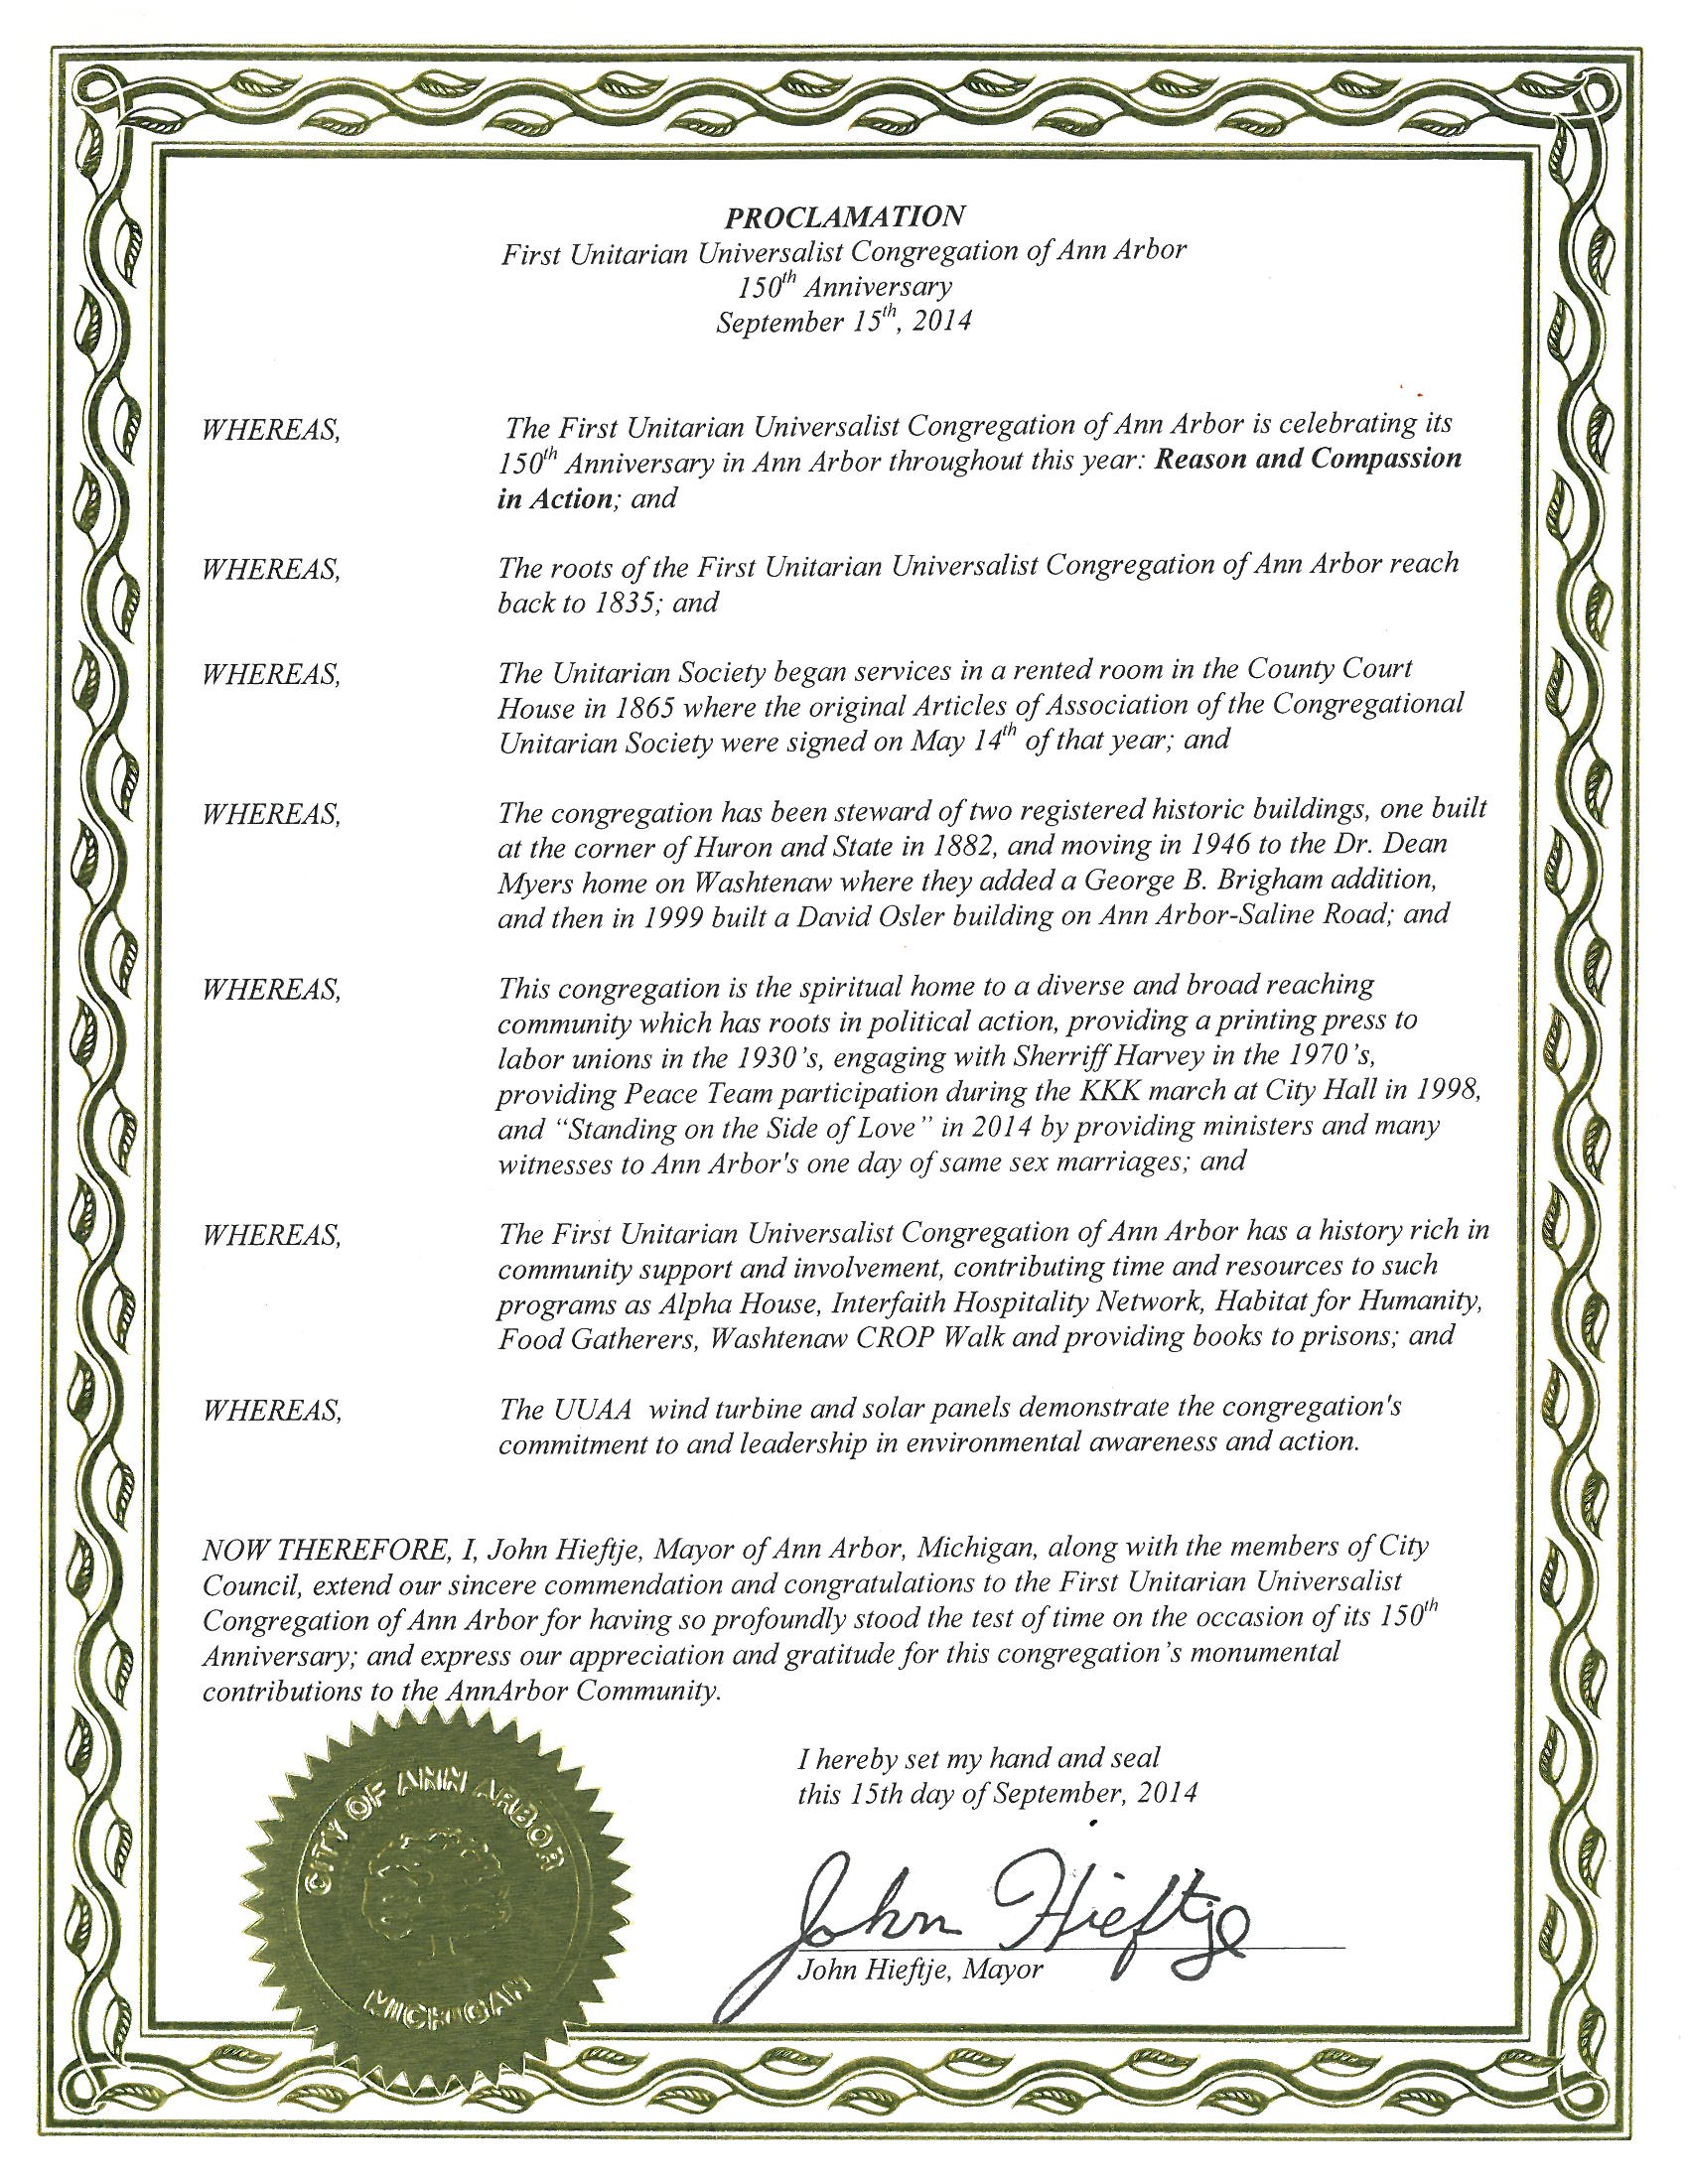 PROCLAMATION
First Unitarian Universalist Congregation of Ann Arbor
150th Anniversary
September 15th, 2014
WHEREAS, The First Unitarian Universalist Congregation of Ann Arbor is celebrating its
150th Anniversary in Ann Arbor throughout this year: Reason and Compassion
in Action; and
WHEREAS, The roots of the First Unitarian Universalist Congregation of Ann Arbor reach
back to 1835; and
WHEREAS, The Unitarian Society began services in a rented room in the County Court
House in 1865 where the original Articles of Association of the Congregational
Unitarian Society were signed on May 14th of that year; and
WHEREAS, The congregation has been steward of two registered historic buildings, one built
at the corner of Huron and State in 1882, and moving in 1946 to the Dr. Dean
Myers home on Washtenaw where they added a George B. Brigham addition,
and then in 1999 built a David Osler building on Ann Arbor-Saline Road; and
WHEREAS, This congregation is the spiritual home to a diverse and broad reaching
community which has roots in political action, providing a printing press to
labor unions in the 1930's, engaging with Sherriff Harvey in the 1970's,
providing Peace Team participation during the KKK march at City Hall in 1998,
and “Standing on the Side of Love” in 2014 by providing ministers and many
witnesses to Ann Arbor's one day of same sex marriages; and
WHEREAS, The First Unitarian Universalist Congregation of Ann Arbor has a history rich in
community support and involvement, contributing time and resources to such
programs as Alpha House, Interfaith Hospitality Network, Habitat for Humanity,
Food Gatherers, Washtenaw CROP Walk and providing books to prisons; and
WHEREAS, The UUAA wind turbine and solar panels demonstrate the congregation's
commitment to and leadership in environmental awareness and action.
NOW THEREFORE, I, John Hieftje, Mayor of Ann Arbor, Michigan, along with the members of City
Council, extend our sincere commendation and congratulations to the First Unitarian Universalist
Congregation of Ann Arbor for having so profoundly stood the test of time on the occasion of its 150th
Anniversary; and express our appreciation and gratitude for this congregation's monumental
contributions to the AnnArbor Community.
I hereby set my hand and seal
this 15th day of September, 2014
John Hieftje
John Hieftje, Mayor
CITY OF ANN ARBOR
MICHIGAN